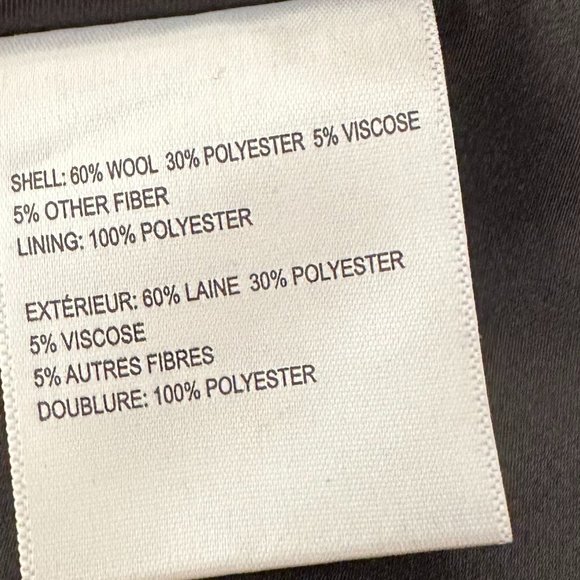 SHELL: 60% WOOL 30% POLYESTER 5% VISCOSE
5% OTHER FIBER
LINING: 100% POLYESTER
EXTÉRIEUR: 60% LAINE 30% POLYESTER
5% VISCOSE
5% AUTRES FIBRES
DOUBLURE: 100% POLYESTER